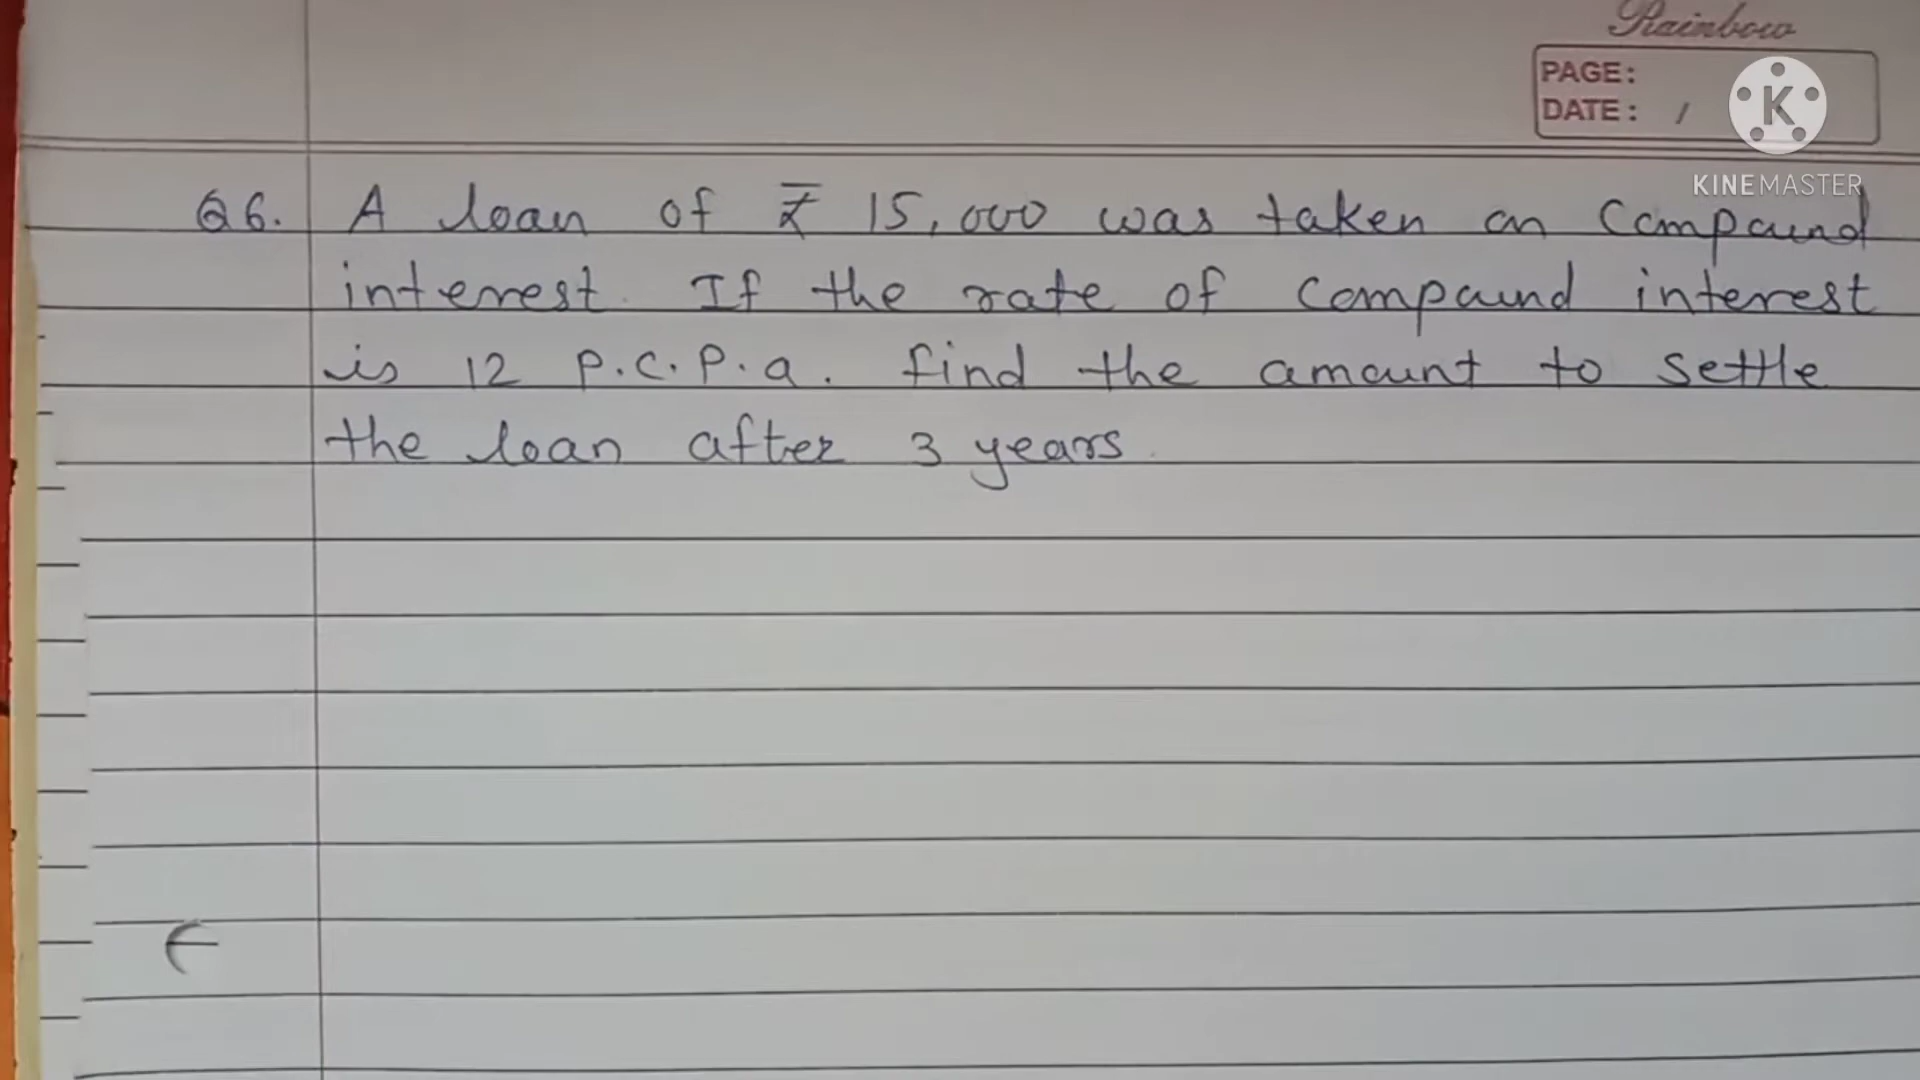 Rainbow
PAGE:
DATE: /
K
KINEMASTER
Q6. A loan of ₹ 15,000 was taken on Compound
interest. If the rate of compound interest
is 12 p.c.p.a. find the amount to settle
the loan after 3 years.